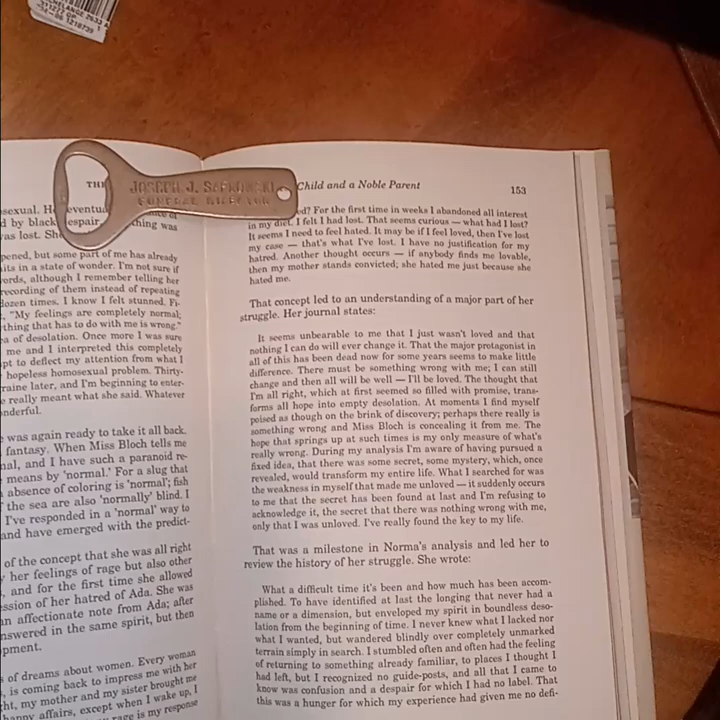 THE
JOSEPH J. SAFKOWSKI
FUNERAL DIRECTOR
Child and a Noble Parent
153
sexual. He eventua
d by black espair,
thing was
vas lost. She
pened, but some part of me has already
its in a state of wonder. I'm not sure if
ords, although I remember telling her
recording of them instead of repeating
dozen times. I know I felt stunned. Fi-
, "My feelings are completely normal;
thing that has to do with me is wrong."
ea of desolation. Once more I was sure
me and I interpreted this completely
pt to deflect my attention from what I
hopeless homosexual problem. Thirty-
raine later, and I'm beginning to enter-
e really meant what she said. Whatever
onderful.
was again ready to take it all back.
fantasy. When Miss Bloch tells me
nal, and I have such a paranoid re-
means by 'normal.' For a slug that
absence of coloring is 'normal'; fish
f the sea are also 'normally' blind. I
I've responded in a 'normal' way to
and have emerged with the predict-
of the concept that she was all right
y her feelings of rage but also other
, and for the first time she allowed
ssion of her hatred of Ada. She was
an affectionate note from Ada; after
nswered in the same spirit, but then
pment.
s of dreams about women. Every woman
, is coming back to impress me with her
ht, my mother and my sister brought me
happy affairs, except when I wake up, I
rage is my response
ed? For the first time in weeks I abandoned all interest
in my diet. I felt I had lost. That seems curious — what had I lost?
It seems I need to feel hated. It may be if I feel loved, then I've lost
my case — that's what I've lost. I have no justification for my
hatred. Another thought occurs — if anybody finds me lovable,
then my mother stands convicted; she hated me just because she
hated me.
That concept led to an understanding of a major part of her
struggle. Her journal states:
It seems unbearable to me that I just wasn't loved and that
nothing I can do will ever change it. That the major protagonist in
all of this has been dead now for some years seems to make little
difference. There must be something wrong with me; I can still
change and then all will be well — I'll be loved. The thought that
I'm all right, which at first seemed so filled with promise, trans-
forms all hope into empty desolation. At moments I find myself
poised as though on the brink of discovery; perhaps there really is
something wrong and Miss Bloch is concealing it from me. The
hope that springs up at such times is my only measure of what's
really wrong. During my analysis I'm aware of having pursued a
fixed idea, that there was some secret, some mystery, which, once
revealed, would transform my entire life. What I searched for was
the weakness in myself that made me unloved — it suddenly occurs
to me that the secret has been found at last and I'm refusing to
acknowledge it, the secret that there was nothing wrong with me,
only that I was unloved. I've really found the key to my life.
That was a milestone in Norma's analysis and led her to
review the history of her struggle. She wrote:
What a difficult time it's been and how much has been accom-
plished. To have identified at last the longing that never had a
name or a dimension, but enveloped my spirit in boundless deso-
lation from the beginning of time. I never knew what I lacked nor
what I wanted, but wandered blindly over completely unmarked
terrain simply in search. I stumbled often and often had the feeling
of returning to something already familiar, to places I thought I
had left, but I recognized no guide-posts, and all that I came to
know was confusion and a despair for which I had no label. That
this was a hunger for which my experience had given me no defi-